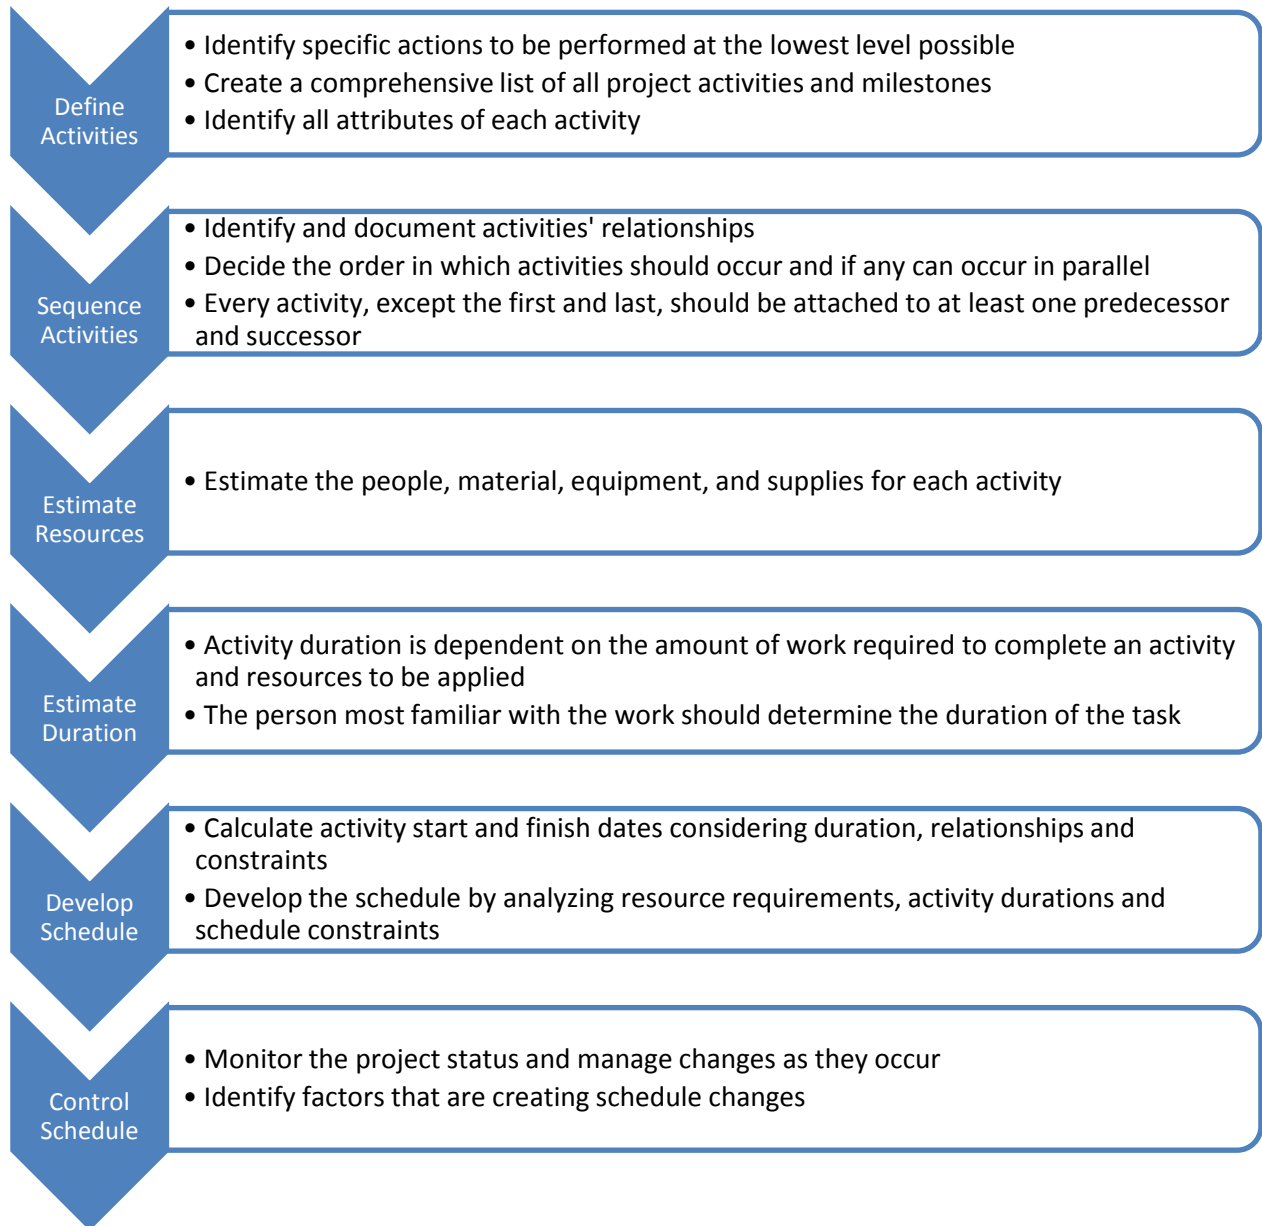 Define
Activities
• Identify specific actions to be performed at the lowest level possible
• Create a comprehensive list of all project activities and milestones
• Identify all attributes of each activity
Sequence
Activities
• Identify and document activities' relationships
• Decide the order in which activities should occur and if any can occur in parallel
• Every activity, except the first and last, should be attached to at least one predecessor
and successor
Estimate
Resources
• Estimate the people, material, equipment, and supplies for each activity
Estimate
Duration
• Activity duration is dependent on the amount of work required to complete an activity
and resources to be applied
• The person most familiar with the work should determine the duration of the task
Develop
Schedule
• Calculate activity start and finish dates considering duration, relationships and
constraints
• Develop the schedule by analyzing resource requirements, activity durations and
schedule constraints
Control
Schedule
• Monitor the project status and manage changes as they occur
• Identify factors that are creating schedule changes